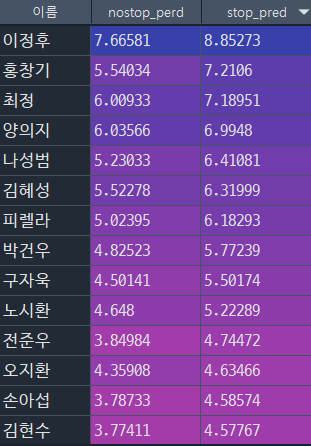 이름 nostop_perd stop_pred
이정후 7.66581 8.85273
홍창기 5.54034 7.2106
최정 6.00933 7.18951
양의지 6.03566 6.9948
나성범 5.23033 6.41081
김혜성 5.52278 6.31999
피렐라 5.02395 6.18293
박건우 4.82523 5.77239
구자욱 4.50141 5.50174
노시환 4.648 5.22289
전준우 3.84984 4.74472
오지환 4.35908 4.63466
손아섭 3.78733 4.58574
김현수 3.77411 4.57767